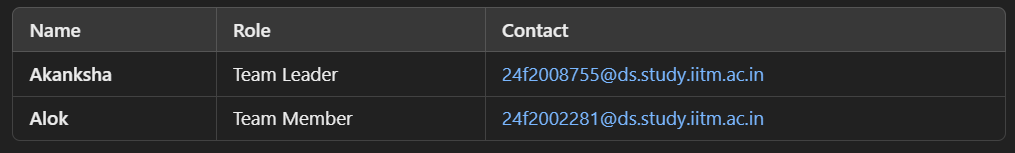 Name Role Contact
Akanksha Team Leader 24f2008755@ds.study.iitm.ac.in
Alok Team Member 24f2002281@ds.study.iitm.ac.in